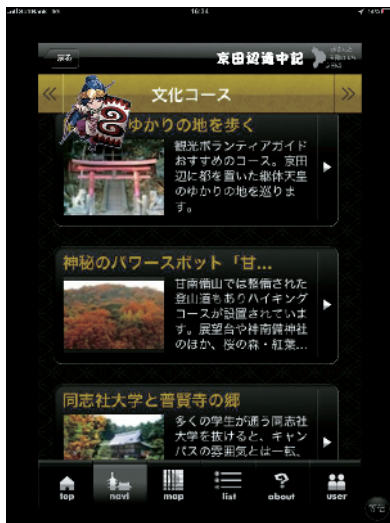 16:34
戻る
京田辺道中記
文化コース
ゆかりの地を歩く
観光ボランティアガイド
おすすめのコース。京田
辺に都を置いた継体天皇
のゆかりの地を巡りま
す。
神秘のパワースポット「甘...
甘南備山では整備された
登山道もありハイキング
コースが設置されていま
す。展望台や神南備神社
のほか、桜の森・紅葉...
同志社大学と普賢寺の郷
多くの学生が通う同志社
大学を抜けると、キャン
パスの雰囲気とは一転、
top navi map list about user